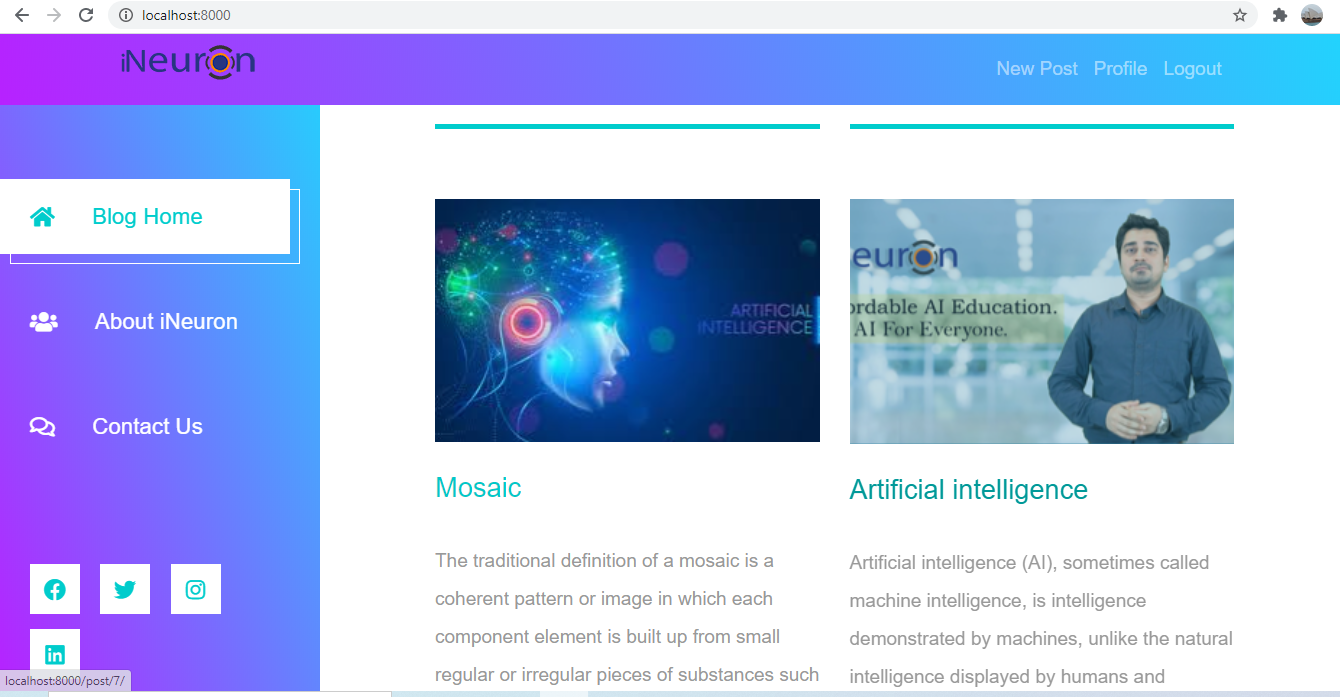 localhost:8000
iNeuron
New Post Profile Logout
Blog Home
About iNeuron
Contact Us
ARTIFICIAL
INTELLIGENCE
Mosaic
The traditional definition of a mosaic is a
coherent pattern or image in which each
component element is built up from small
regular or irregular pieces of substances such
euron
ordable AI Education.
AI For Everyone.
Artificial intelligence
Artificial intelligence (AI), sometimes called
machine intelligence, is intelligence
demonstrated by machines, unlike the natural
intelligence displayed by humans and
localhost:8000/post/7/